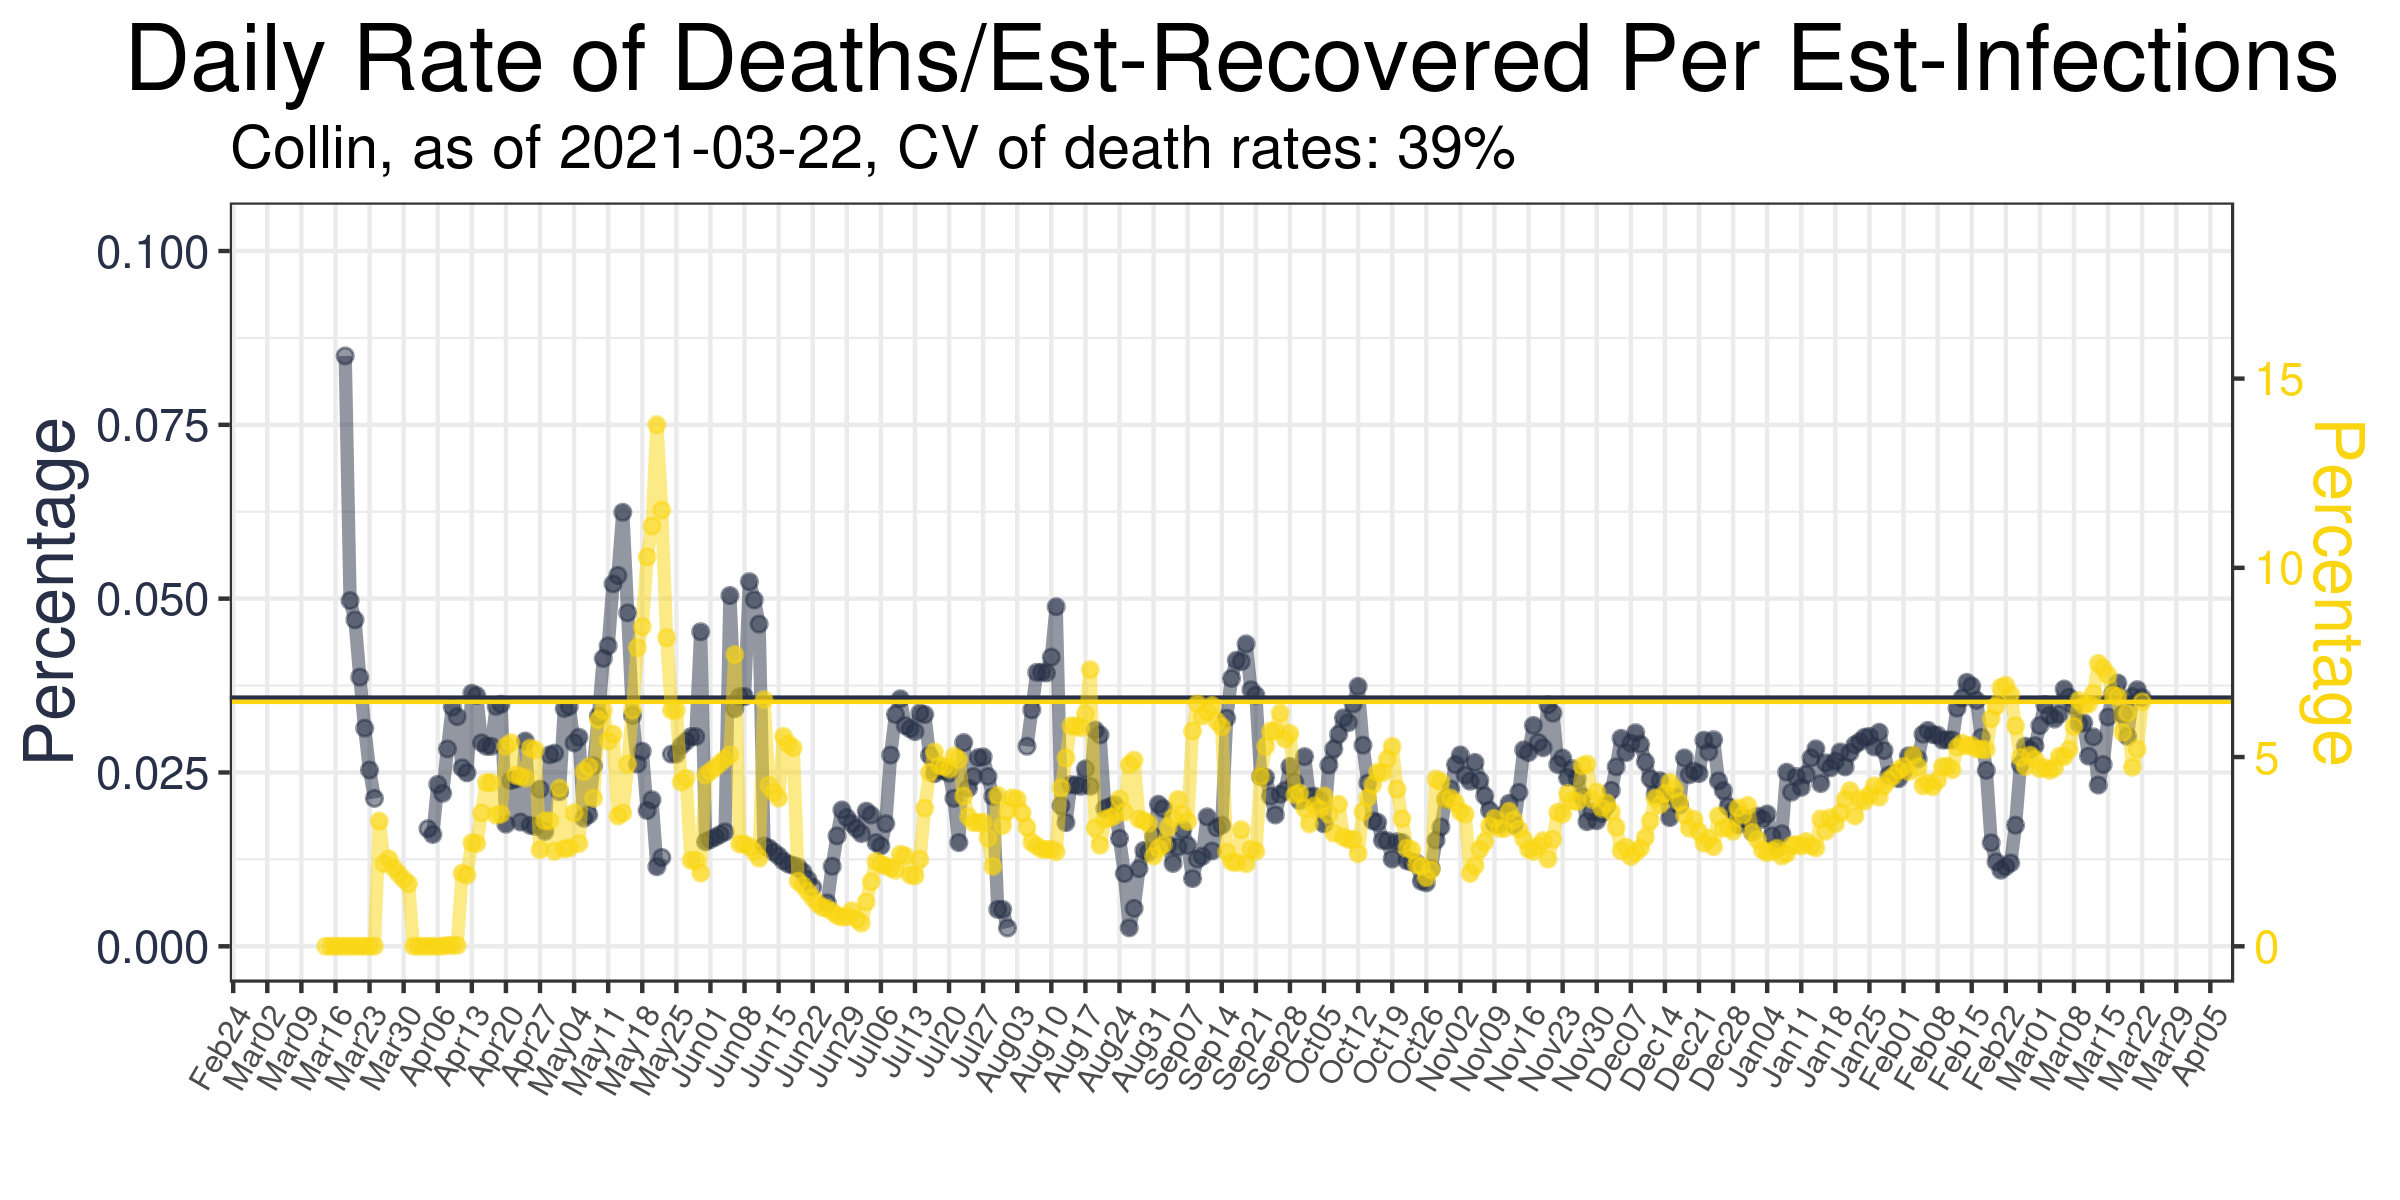 Daily Rate of Deaths/Est-Recovered Per Est-Infections
Collin, as of 2021-03-22, CV of death rates: 39%
Percentage
0.100
0.075
0.050
0.025
0.000
15
10
5
0
Percentage
Feb24
Mar02
Mar09
Mar16
Mar23
Mar30
Apr06
Apr13
Apr20
Apr27
May04
May11
May18
May25
Jun01
Jun08
Jun15
Jun22
Jun29
Jul06
Jul13
Jul20
Jul27
Aug03
Aug10
Aug17
Aug24
Aug31
Sep07
Sep14
Sep21
Sep28
Oct05
Oct12
Oct19
Oct26
Nov02
Nov09
Nov16
Nov23
Nov30
Dec07
Dec14
Dec21
Dec28
Jan04
Jan11
Jan18
Jan25
Feb01
Feb08
Feb15
Feb22
Mar01
Mar08
Mar15
Mar22
Mar29
Apr05